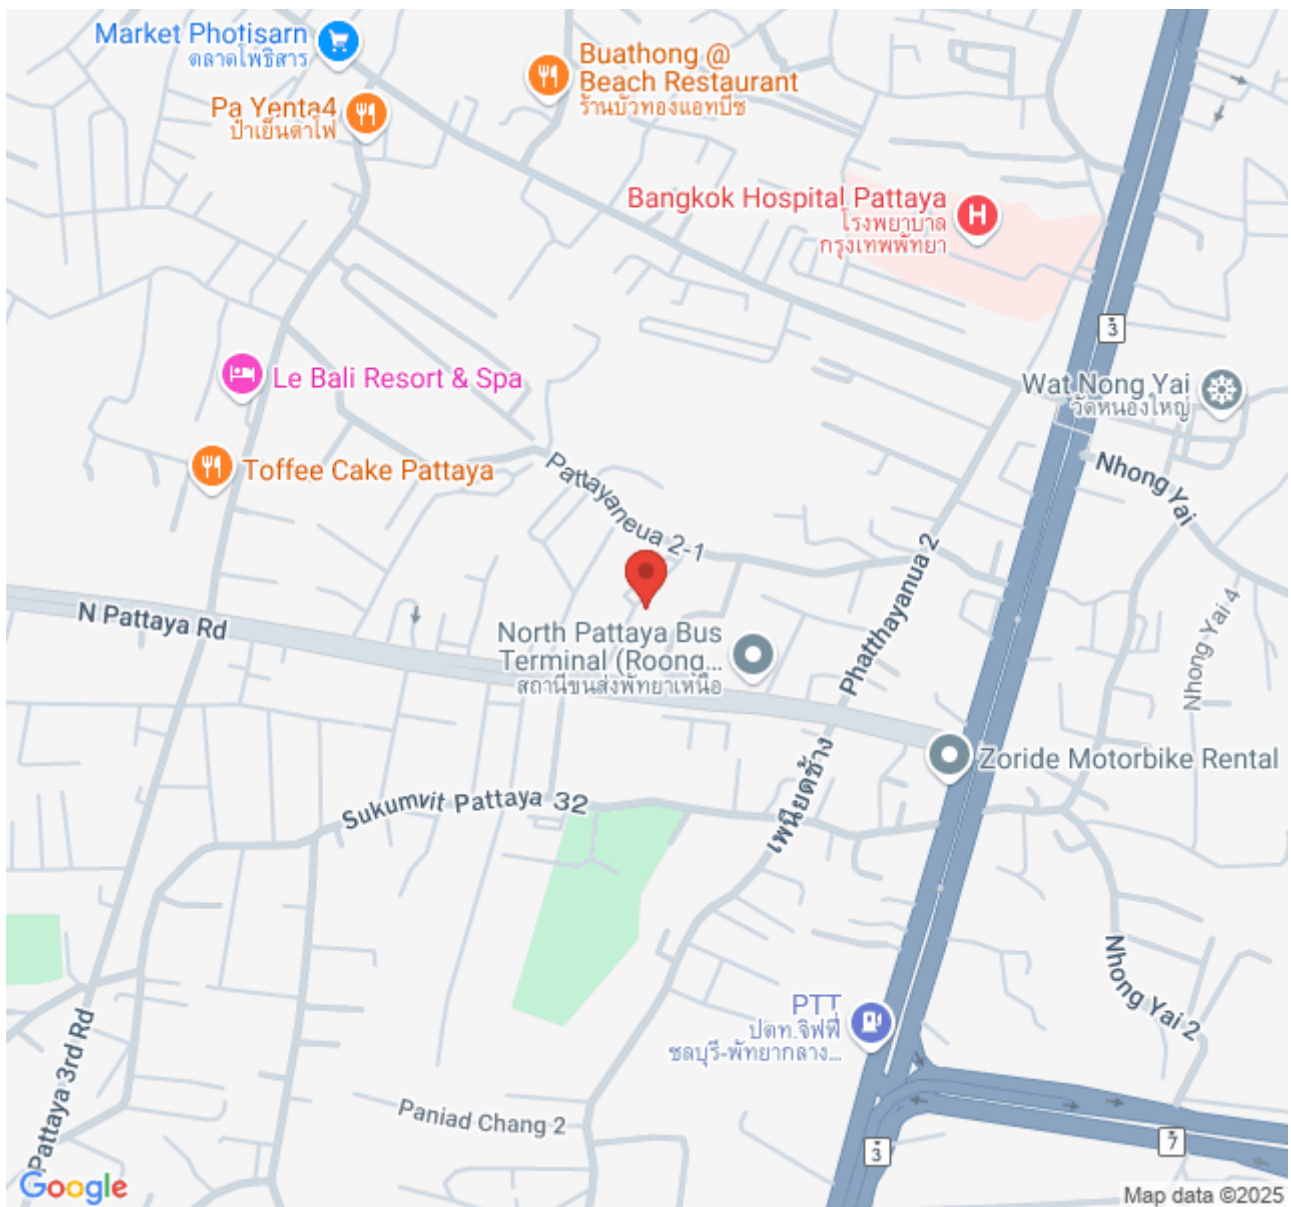 Market Photisarn
ตลาดโพธิสาร
Buathong @
Beach Restaurant
ร้านบัวทองแอทบีช
Pa Yenta4
ป้าเย็นตาโฟ
Bangkok Hospital Pattaya
โรงพยาบาล
กรุงเทพพัทยา
H
3
Le Bali Resort & Spa
Wat Nong Yai
วัดหนองใหญ่
Toffee Cake Pattaya
Pattayaneua 2-1
Nhong Yai
Phatthayanua 2
N Pattaya Rd
North Pattaya Bus
Terminal (Roong...
สถานีขนส่งพัทยาเหนือ
Nhong Yai 4
Zoride Motorbike Rental
Sukumvit Pattaya 32
เพนียดช้าง
Nhong Yai 2
PTT
ปตท.จิฟฟี่
ชลบุรี-พัทยากลาง...
Pattaya 3rd Rd
Paniad Chang 2
3
7
Google
Map data ©2025